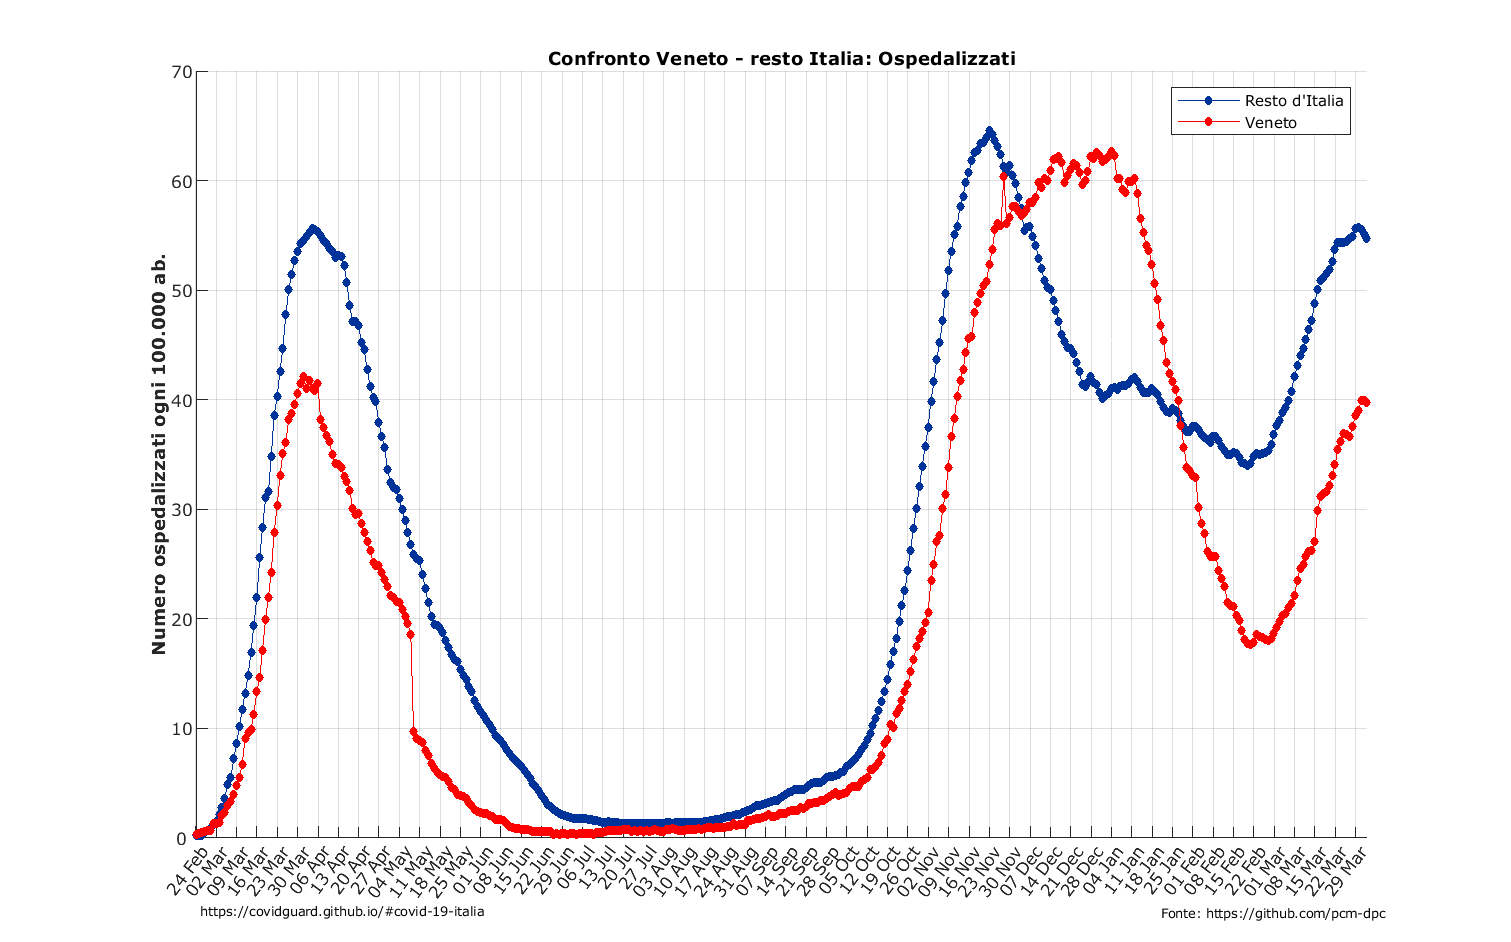 Confronto Veneto - resto Italia: Ospedalizzati
70
60
50
40
30
20
10
0
Numero ospedalizzati ogni 100.000 ab.
Resto d'Italia
Veneto
24 Feb
02 Mar
09 Mar
16 Mar
23 Mar
30 Mar
06 Apr
13 Apr
20 Apr
27 Apr
04 May
11 May
18 May
25 May
01 Jun
08 Jun
15 Jun
22 Jun
29 Jun
06 Jul
13 Jul
20 Jul
27 Jul
03 Aug
10 Aug
17 Aug
24 Aug
31 Aug
07 Sep
14 Sep
21 Sep
28 Sep
05 Oct
12 Oct
19 Oct
26 Oct
02 Nov
09 Nov
16 Nov
23 Nov
30 Nov
07 Dec
14 Dec
21 Dec
28 Dec
04 Jan
11 Jan
18 Jan
25 Jan
01 Feb
08 Feb
15 Feb
22 Feb
01 Mar
08 Mar
15 Mar
22 Mar
29 Mar
https://covidguard.github.io/#covid-19-italia
Fonte: https://github.com/pcm-dpc